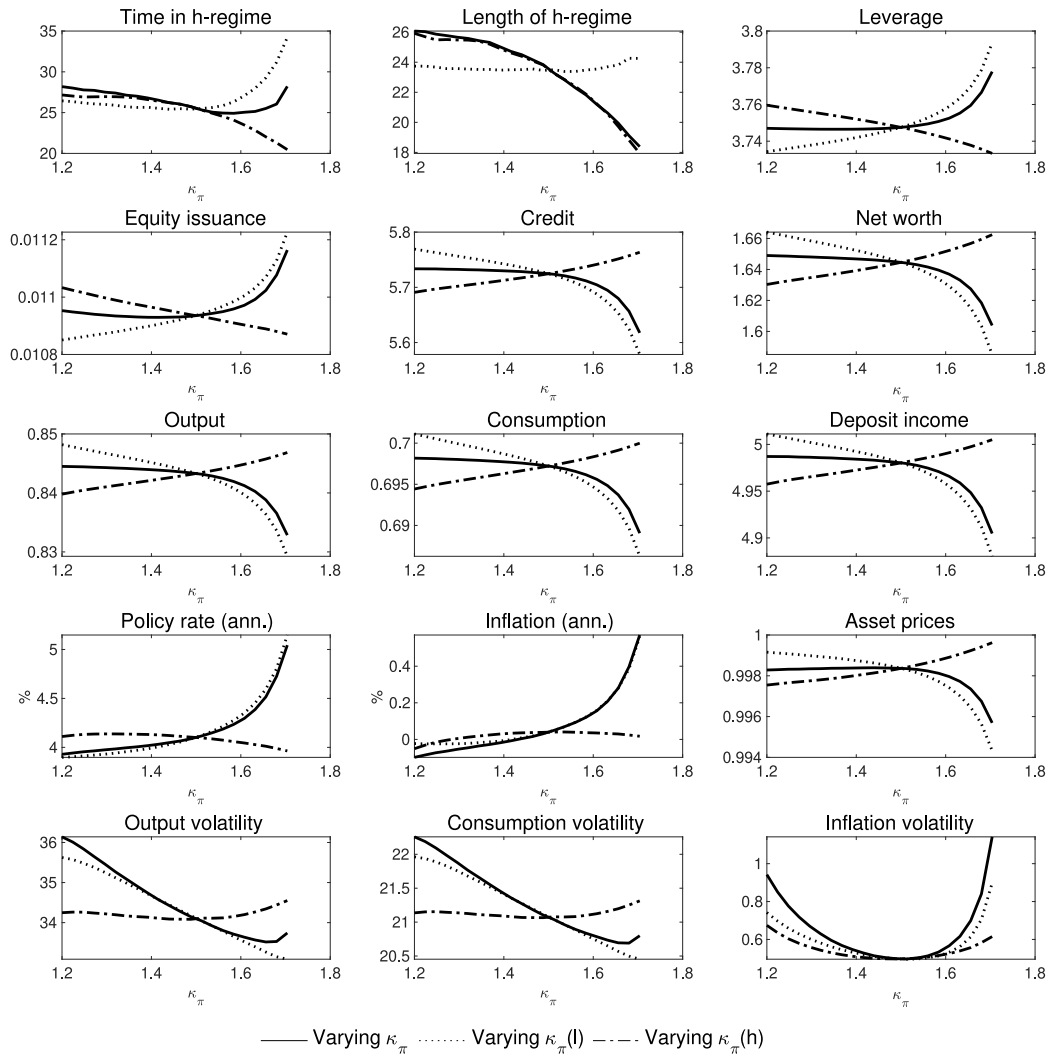 Time in h-regime
Length of h-regime
Leverage
35
30
25
20
1.2 1.4 1.6 1.8
κπ
26
24
22
20
18
1.2 1.4 1.6 1.8
κπ
3.8
3.78
3.76
3.74
1.2 1.4 1.6 1.8
κπ
Equity issuance
Credit
Net worth
0.0112
0.011
0.0108
1.2 1.4 1.6 1.8
κπ
5.8
5.7
5.6
1.2 1.4 1.6 1.8
κπ
1.66
1.64
1.62
1.6
1.2 1.4 1.6 1.8
κπ
Output
Consumption
Deposit income
0.85
0.84
0.83
1.2 1.4 1.6 1.8
κπ
0.7
0.695
0.69
1.2 1.4 1.6 1.8
κπ
5
4.95
4.9
1.2 1.4 1.6 1.8
κπ
Policy rate (ann.)
Inflation (ann.)
Asset prices
%
5
4.5
4
1.2 1.4 1.6 1.8
κπ
%
0.4
0.2
0
1.2 1.4 1.6 1.8
κπ
1
0.998
0.996
0.994
1.2 1.4 1.6 1.8
κπ
Output volatility
Consumption volatility
Inflation volatility
36
35
34
1.2 1.4 1.6 1.8
κπ
22
21.5
21
20.5
1.2 1.4 1.6 1.8
κπ
1
0.8
0.6
1.2 1.4 1.6 1.8
κπ
Varying κπ Varying κπ(l) Varying κπ(h)